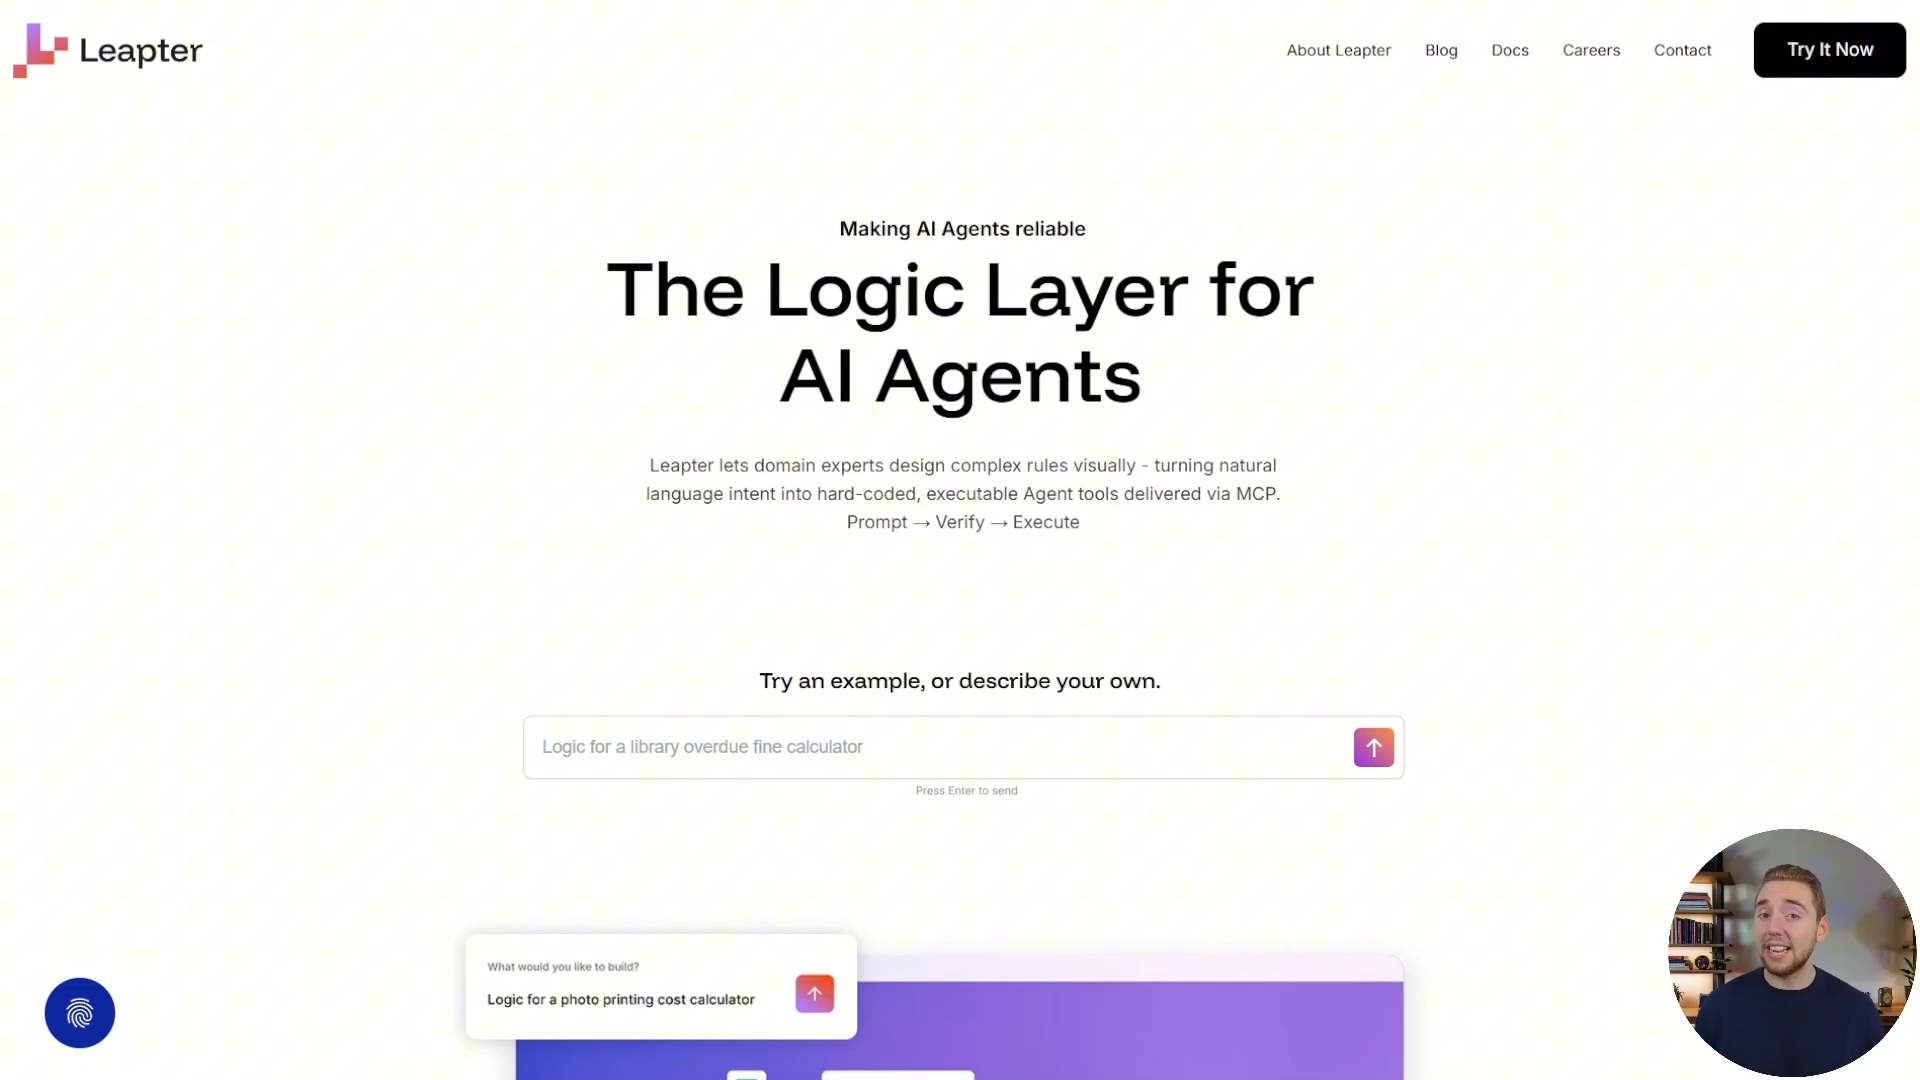 Leapter
About Leapter
Blog
Docs
Careers
Contact
Try It Now
Making AI Agents reliable
The Logic Layer for
AI Agents
Leapter lets domain experts design complex rules visually - turning natural
language intent into hard-coded, executable Agent tools delivered via MCP.
Prompt → Verify → Execute
Try an example, or describe your own.
Logic for a library overdue fine calculator
Press Enter to send
What would you like to build?
Logic for a photo printing cost calculator